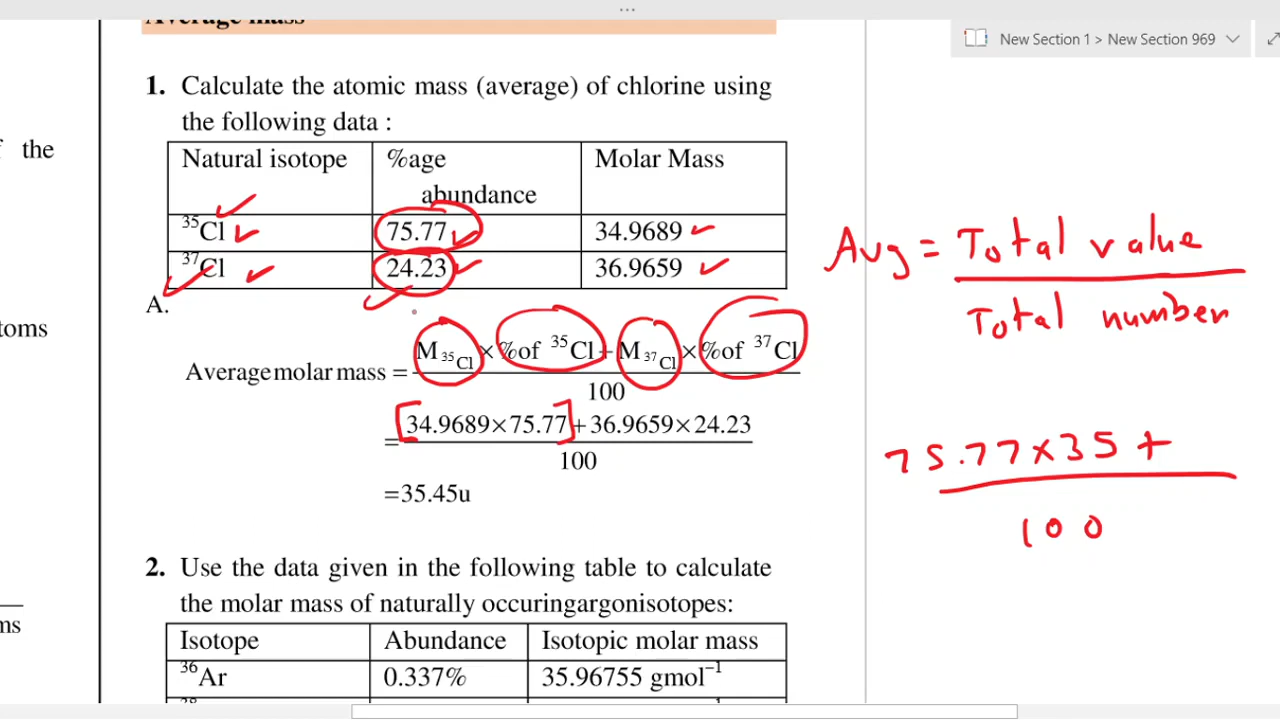 ...
Average mass
New Section 1 > New Section 969
1. Calculate the atomic mass (average) of chlorine using
the following data :
Natural isotope %age abundance Molar Mass
³⁵Cl 75.77 34.9689
³⁷Cl 24.23 36.9659
A.
Average molar mass = M ₃₅Cl × %of ³⁵Cl + M ₃₇Cl × %of ³⁷Cl
100
= 34.9689×75.77 + 36.9659×24.23
100
=35.45u
2. Use the data given in the following table to calculate
the molar mass of naturally occuringargonisotopes:
Isotope Abundance Isotopic molar mass
³⁶Ar 0.337% 35.96755 gmol⁻¹
the
Avg = Total value
Total number
75.77×35 +
100